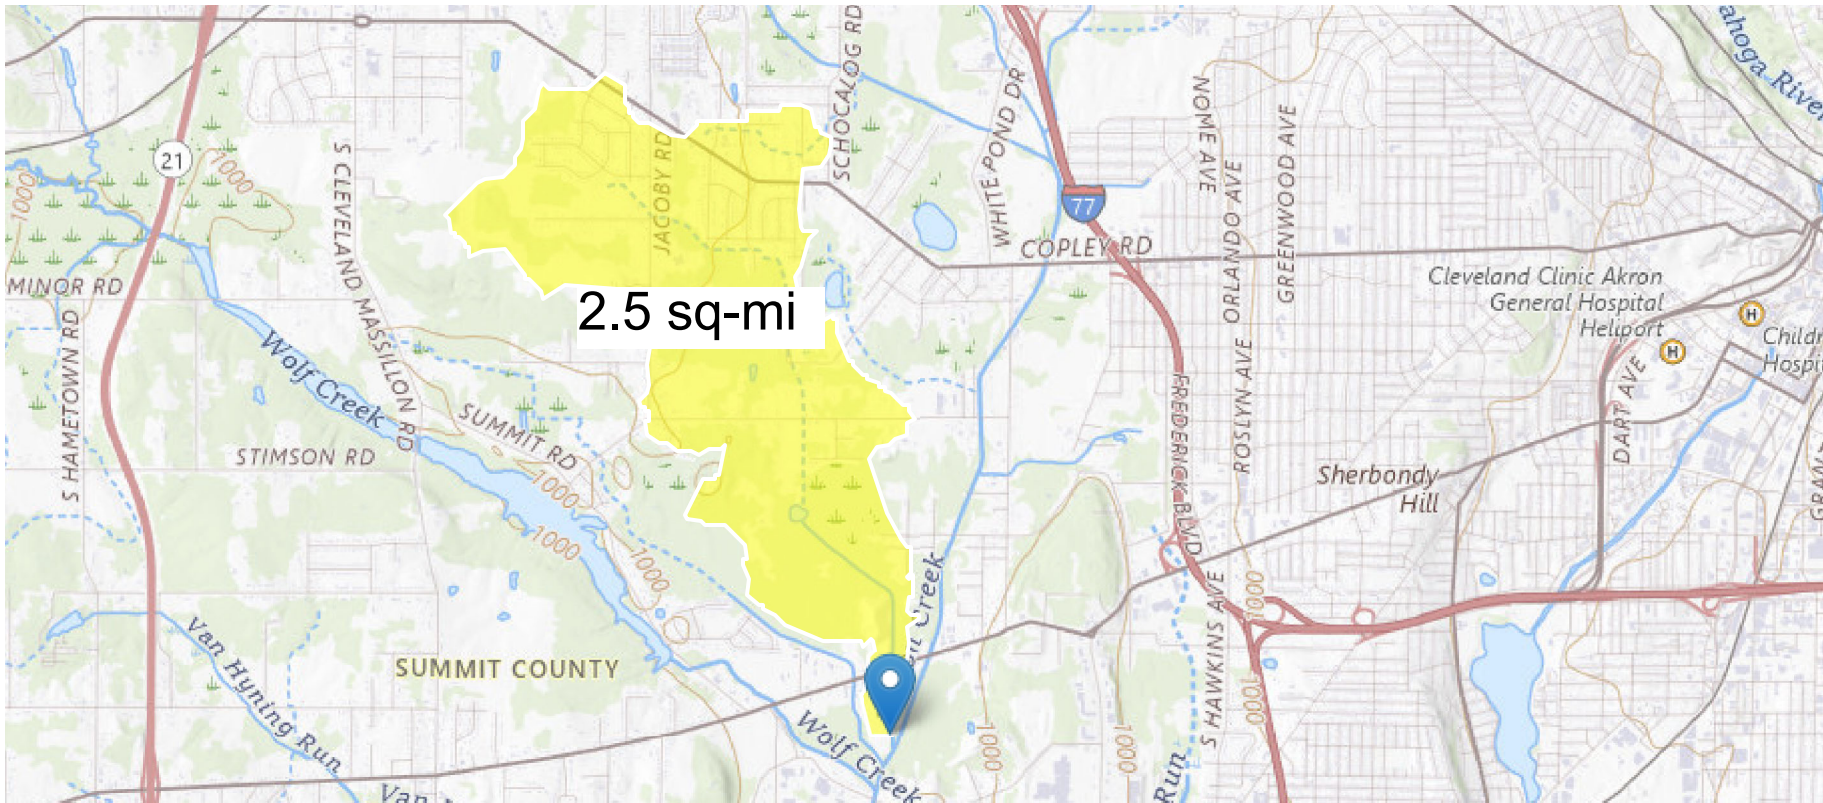 ahoga River
SCHOCALOG RD
WHITE POND DR
NOME AVE
GREENWOOD AVE
ORLANDO AVE
21
1000
1000
S CLEVELAND MASSILLON RD
JACOBY RD
77
COPLEY RD
MINOR RD
Cleveland Clinic Akron
General Hospital
Heliport
H
H
Childr
Hospit
2.5 sq-mi
S HAMETOWN RD
Wolf Creek
SUMMIT RD
STIMSON RD
1000
1000
1000
FREDERICK BLVD
ROSLYN AVE
DART AVE
Sherbondy
Hill
Creek
S HAWKINS AVE
1000
1000
Van Hyning Run
SUMMIT COUNTY
Wolf Creek
1000
1000
Run
Van